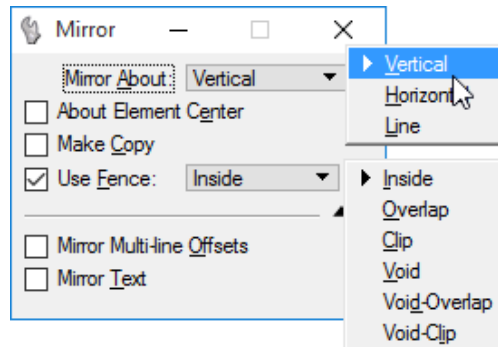 Mirror
Mirror About: Vertical
About Element Center
Make Copy
Use Fence: Inside
Mirror Multi-line Offsets
Mirror Text
Vertical
Horizont
Line
Inside
Overlap
Clip
Void
Void-Overlap
Void-Clip